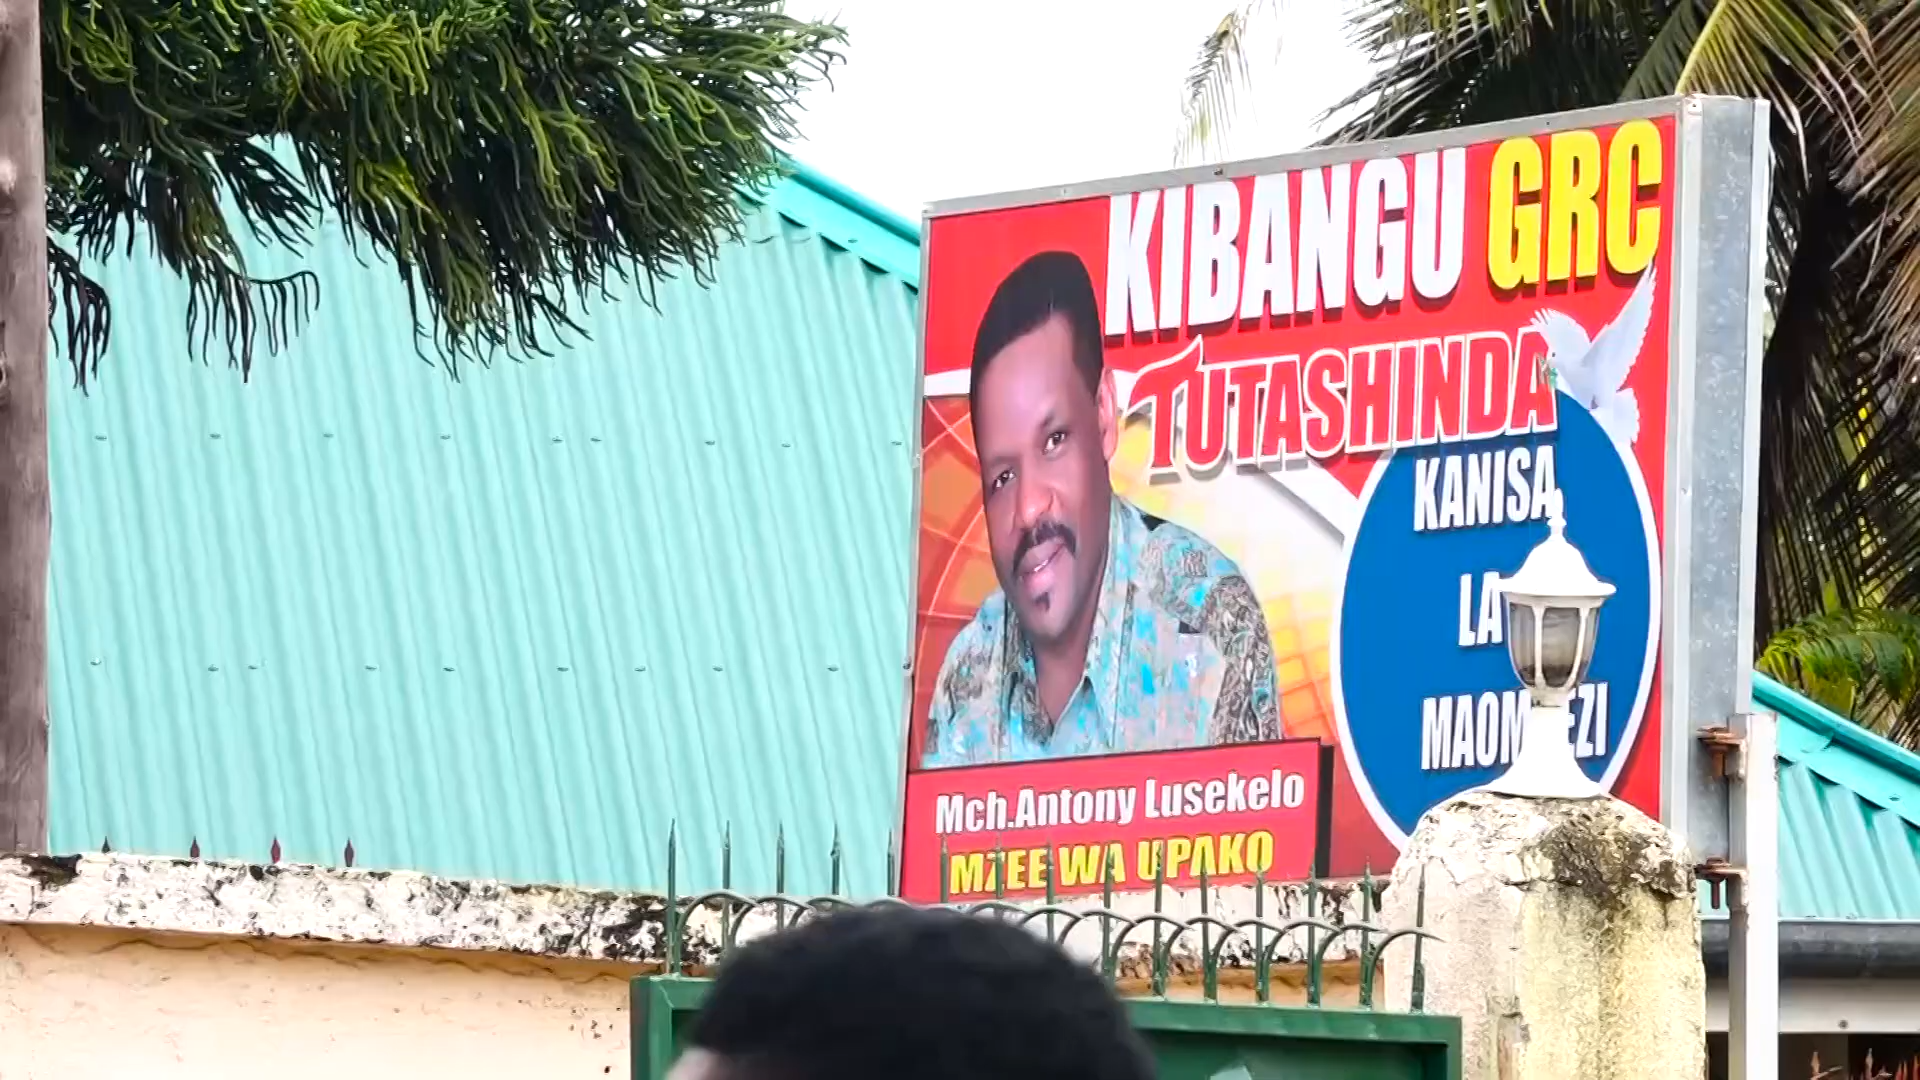 KIBANGU GRC
TUTASHINDA
KANISA
LA
Mch.Antony Lusekelo
MZEE WA UPAKO